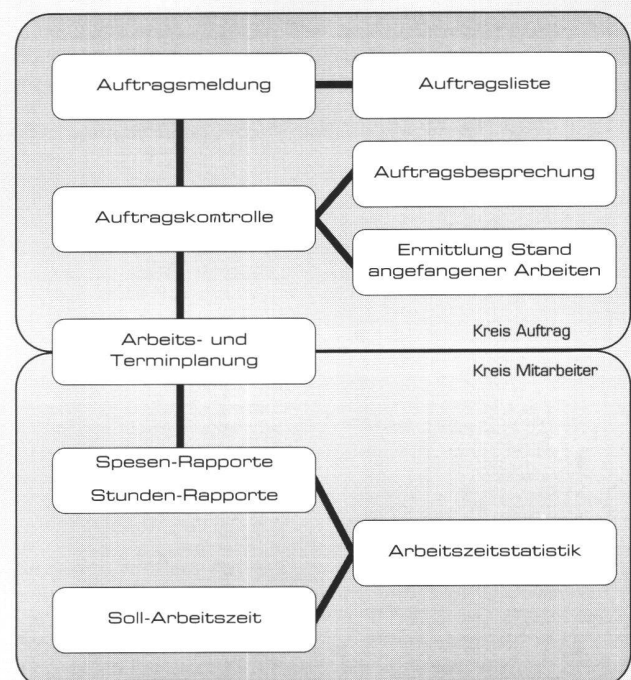 Auftragsmeldung
Auftragsliste
Auftragsbesprechung
Auftragskomtrolle
Ermittlung Stand
angefangener Arbeiten
Kreis Auftrag
Arbeits- und
Terminplanung
Kreis Mitarbeiter
Spesen-Rapporte
Stunden-Rapporte
Arbeitszeitstatistik
Soll-Arbeitszeit